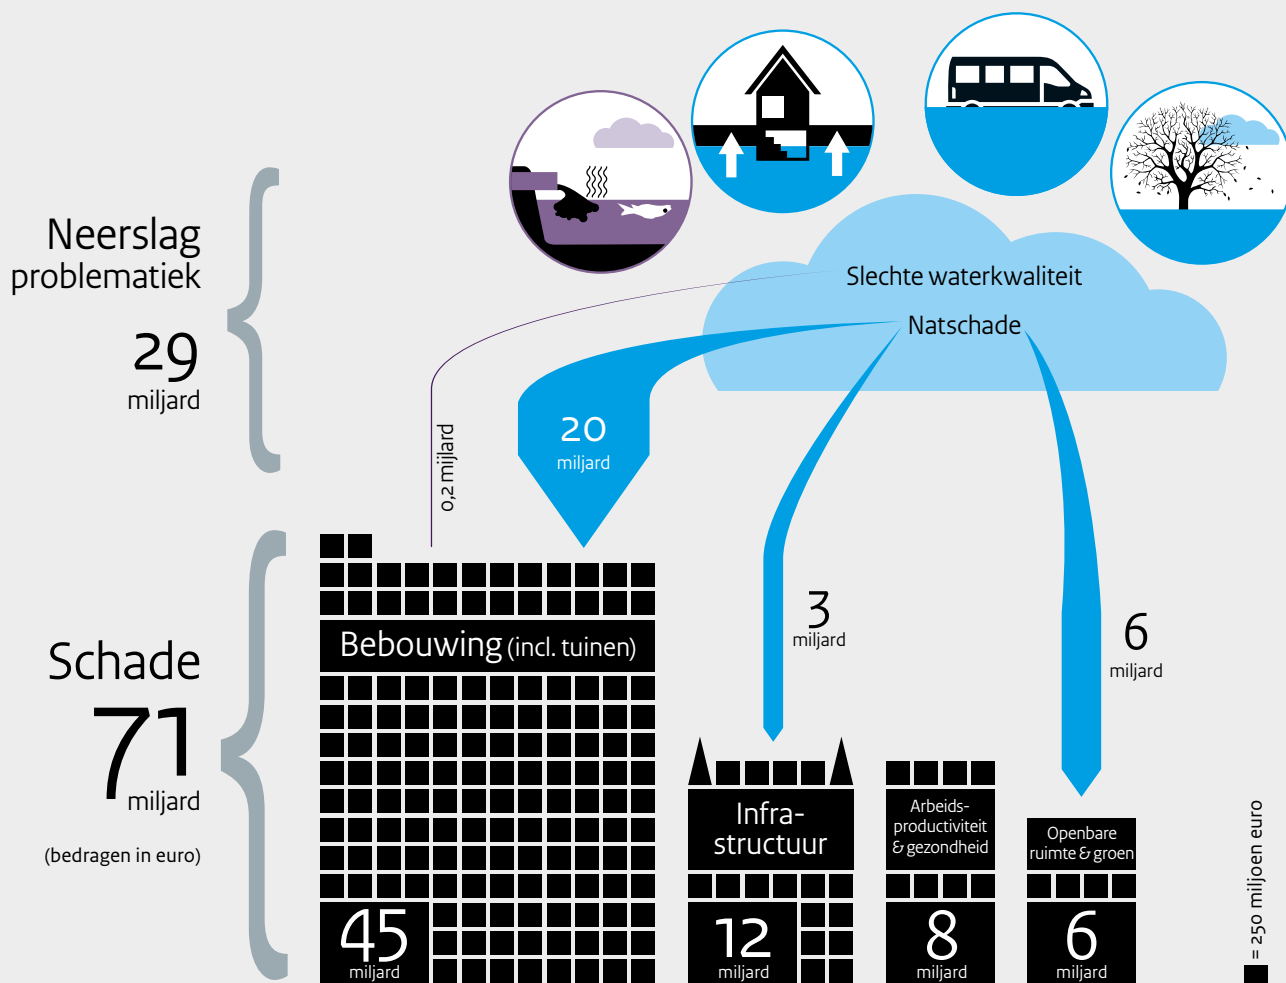 Neerslag
problematiek
29
miljard
Slechte waterkwaliteit
Natschade
0,2 mijlard
20
miljard
3
miljard
6
miljard
Schade
71
miljard
(bedragen in euro)
Bebouwing (incl. tuinen)
45
miljard
Infra-
structuur
12
miljard
Arbeids-
productiviteit
& gezondheid
8
miljard
Openbare
ruimte & groen
6
miljard
= 250 miljoen euro